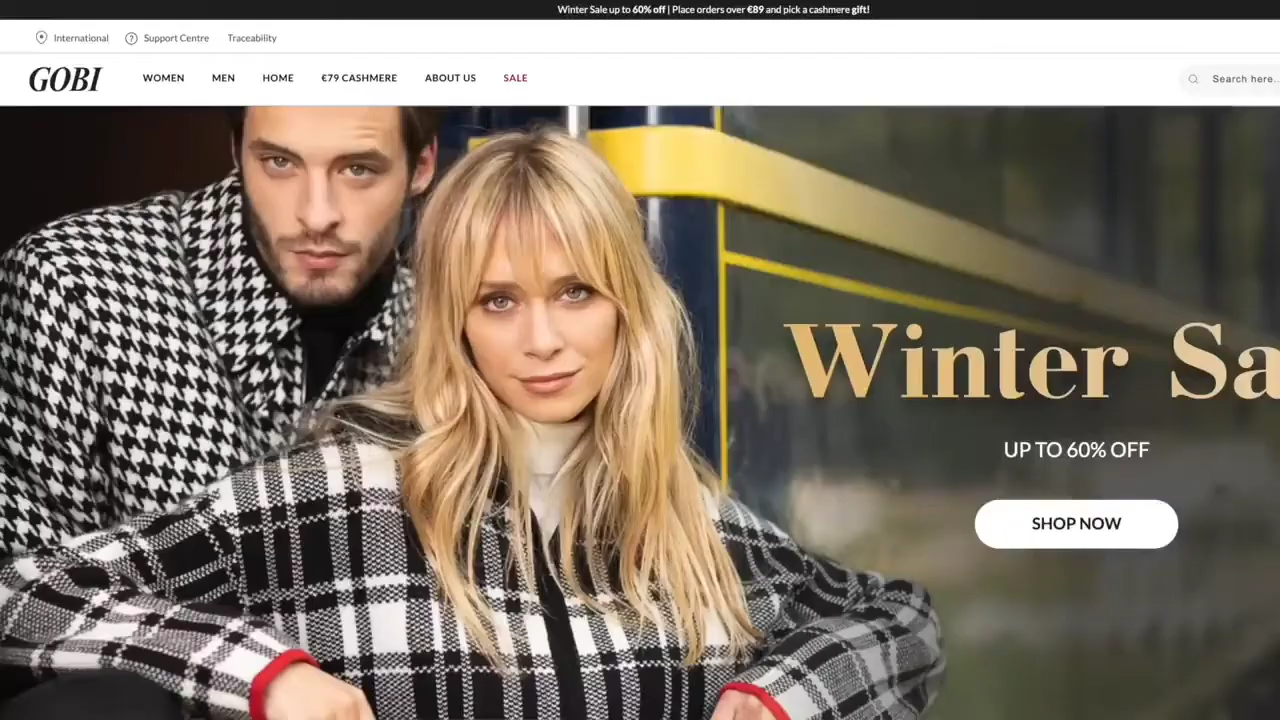 Winter Sale up to 60% off | Place orders over €89 and pick a cashmere gift!
International Support Centre Traceability
GOBI WOMEN MEN HOME €79 CASHMERE ABOUT US SALE Search here...
Winter Sa
UP TO 60% OFF
SHOP NOW